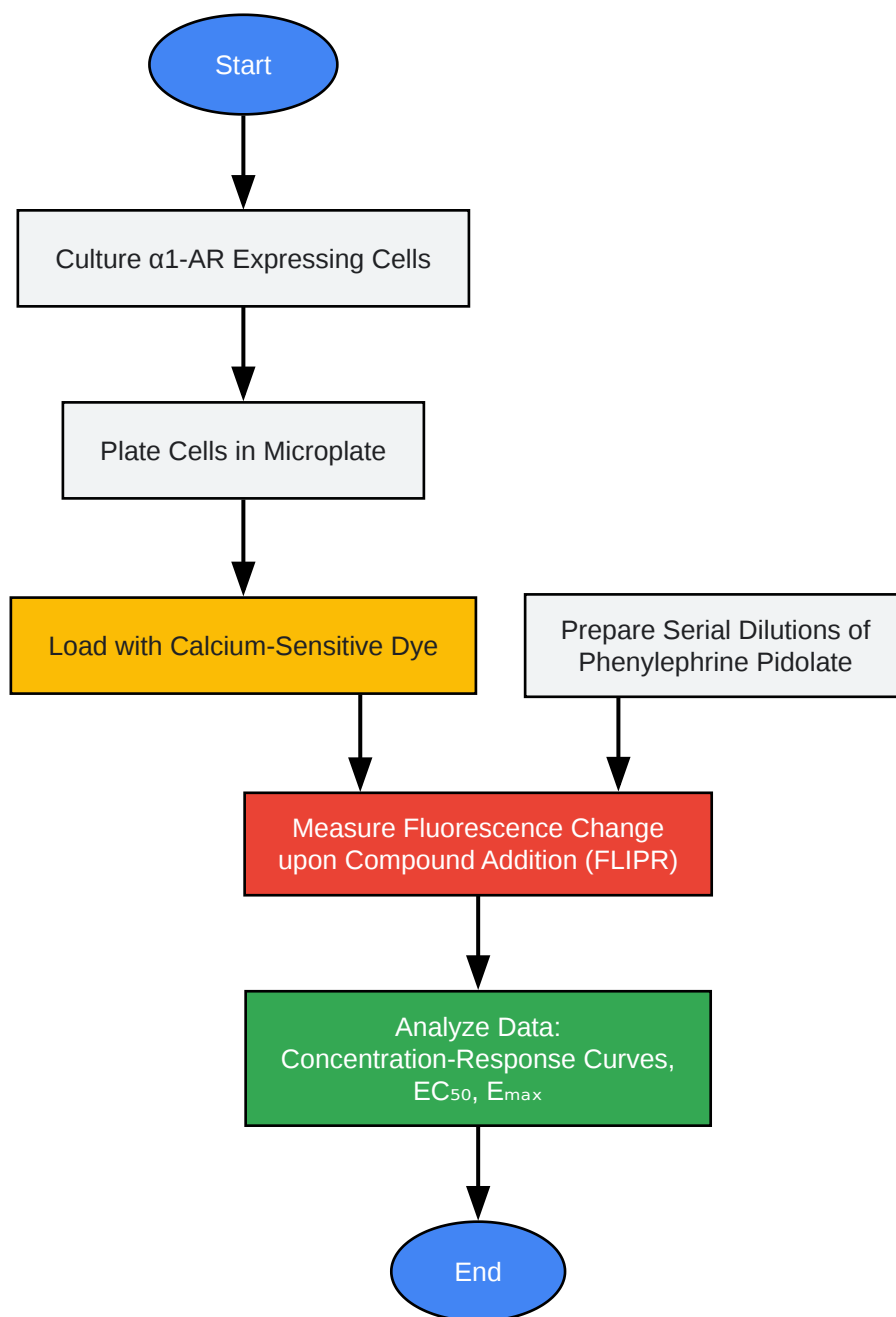 Start
Culture α1-AR Expressing Cells
Plate Cells in Microplate
Load with Calcium-Sensitive Dye
Prepare Serial Dilutions of
Phenylephrine Pidolate
Measure Fluorescence Change
upon Compound Addition (FLIPR)
Analyze Data:
Concentration-Response Curves,
EC₅₀, Eₘₐₓ
End